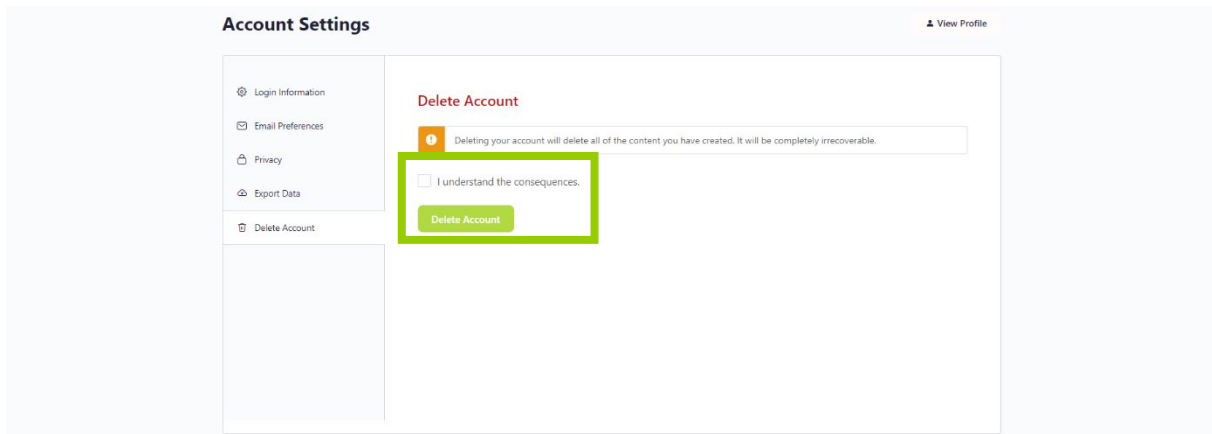 Account Settings
View Profile
Login Information
Email Preferences
Privacy
Export Data
Delete Account
Delete Account
Deleting your account will delete all of the content you have created. It will be completely irrecoverable.
I understand the consequences.
Delete Account